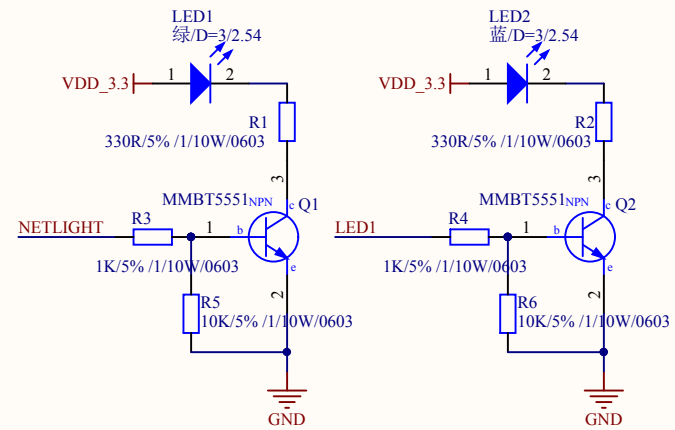 LED1
绿/D=3/2.54
VDD_3.3
1
2
R1
330R/5% /1/10W/0603
3
MMBT5551NPN
c
Q1
NETLIGHT
R3
1
b
1K/5% /1/10W/0603
e
R5
2
10K/5% /1/10W/0603
GND
LED2
蓝/D=3/2.54
VDD_3.3
1
2
R2
330R/5% /1/10W/0603
3
MMBT5551NPN
c
Q2
LED1
R4
1
b
1K/5% /1/10W/0603
e
R6
2
10K/5% /1/10W/0603
GND